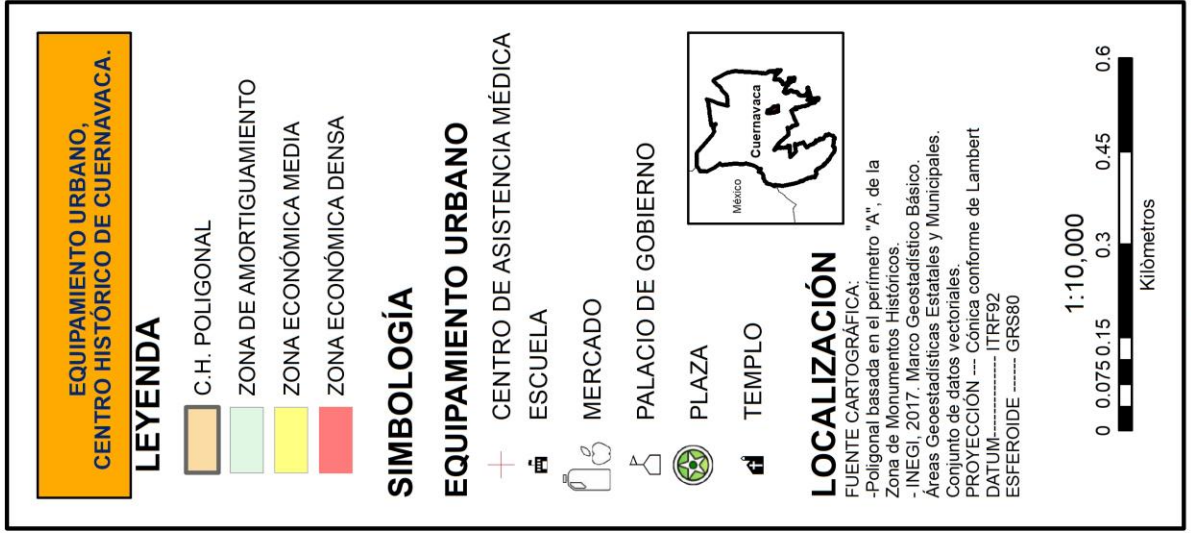 EQUIPAMIENTO URBANO,
CENTRO HISTÓRICO DE CUERNAVACA.
LEYENDA
C.H. POLIGONAL
ZONA DE AMORTIGUAMIENTO
ZONA ECONÓMICA MEDIA
ZONA ECONÓMICA DENSA
SIMBOLOGÍA
EQUIPAMIENTO URBANO
CENTRO DE ASISTENCIA MÉDICA
ESCUELA
MERCADO
PALACIO DE GOBIERNO
PLAZA
TEMPLO
México
Cuernavaca
LOCALIZACIÓN
FUENTE CARTOGRÁFICA:
-Poligonal basada en el perímetro "A", de la
Zona de Monumentos Históricos.
- INEGI, 2017. Marco Geostadístico Básico.
Áreas Geoestadísticas Estatales y Municipales.
Conjunto de datos vectoriales.
PROYECCIÓN --- Cónica conforme de Lambert
DATUM-------------- ITRF92
ESFEROIDE ------- GRS80
1:10,000
0 0.075 0.15 0.3 0.45 0.6
Kilòmetros